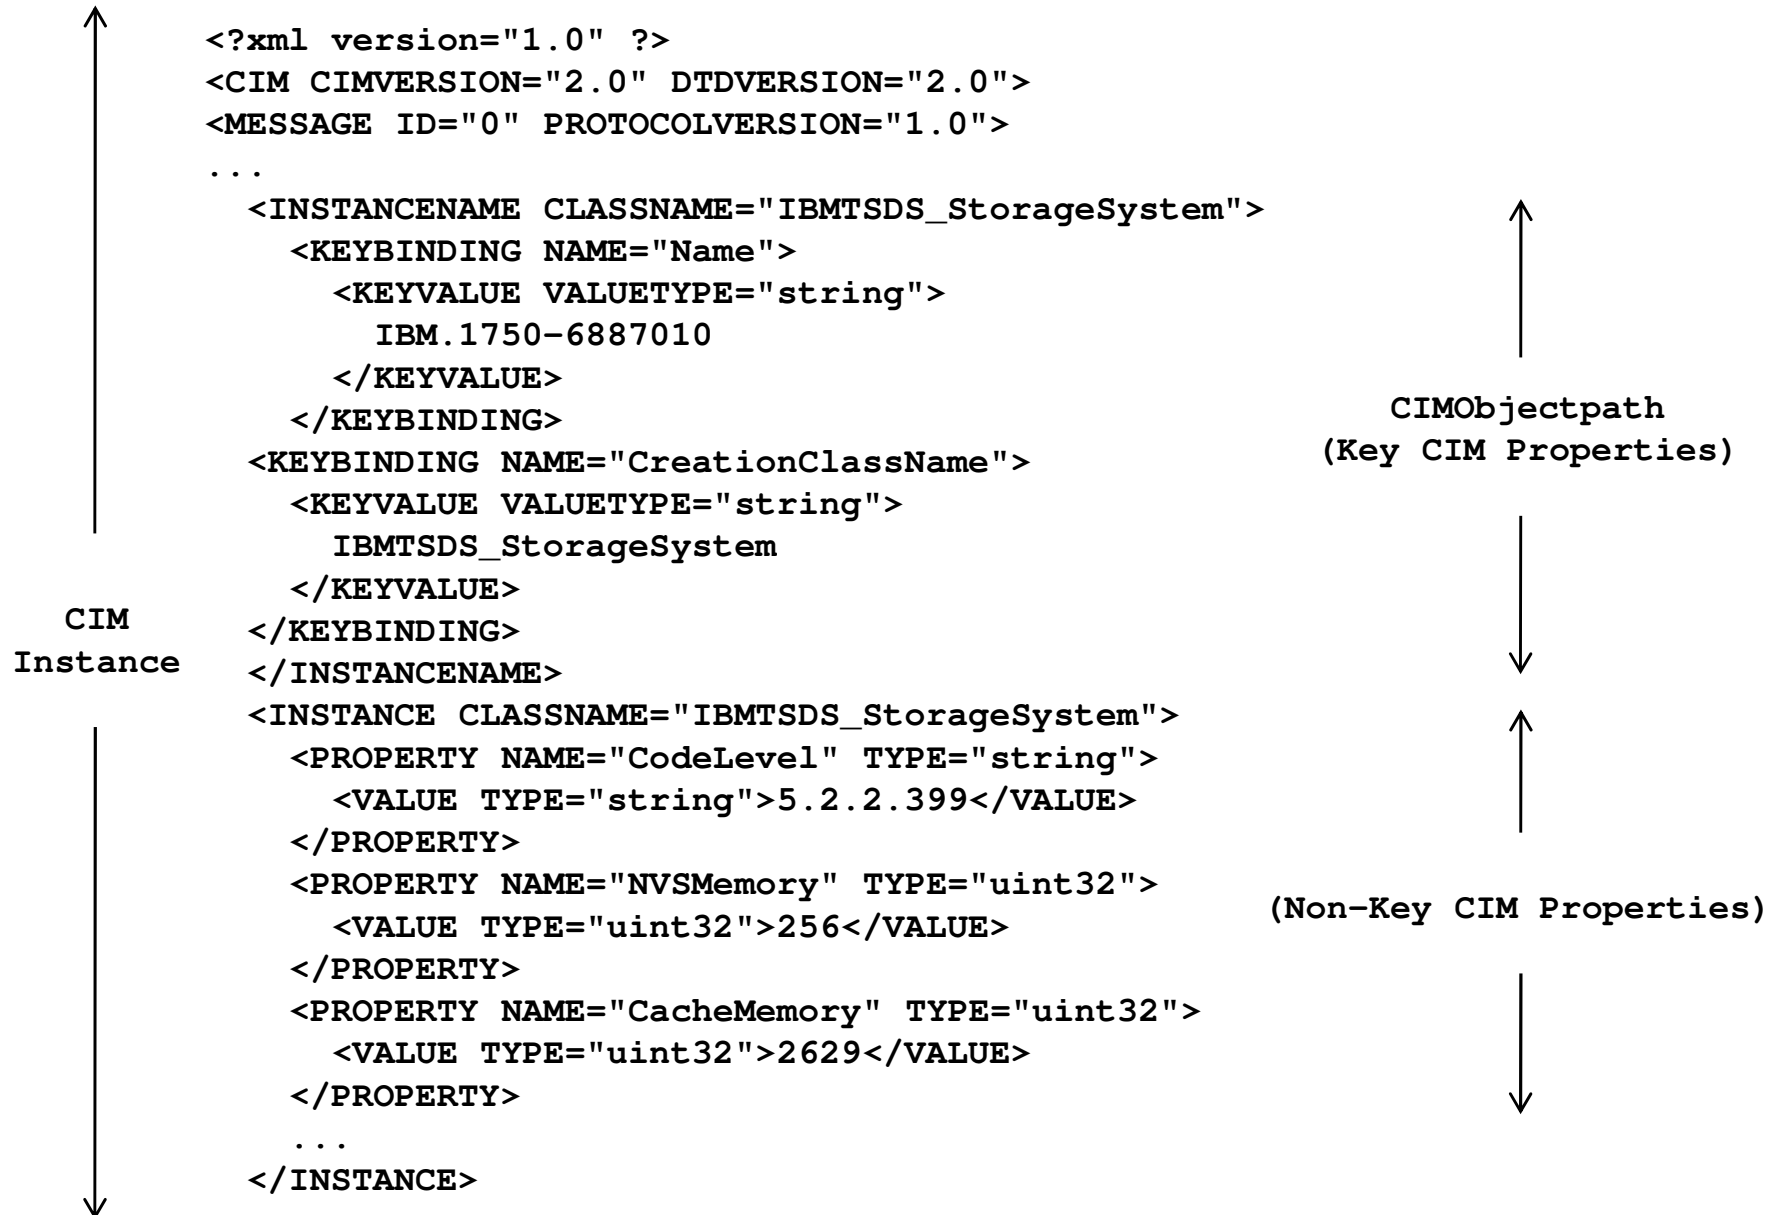 <?xml version="1.0" ?>
<CIM CIMVERSION="2.0" DTDVERSION="2.0">
<MESSAGE ID="0" PROTOCOLVERSION="1.0">
...
<INSTANCENAME CLASSNAME="IBMTSDS_StorageSystem">
<KEYBINDING NAME="Name">
<KEYVALUE VALUETYPE="string">
IBM.1750-6887010
</KEYVALUE>
</KEYBINDING>
<KEYBINDING NAME="CreationClassName">
<KEYVALUE VALUETYPE="string">
IBMTSDS_StorageSystem
</KEYVALUE>
</KEYBINDING>
</INSTANCENAME>
<INSTANCE CLASSNAME="IBMTSDS_StorageSystem">
<PROPERTY NAME="CodeLevel" TYPE="string">
<VALUE TYPE="string">5.2.2.399</VALUE>
</PROPERTY>
<PROPERTY NAME="NVSMemory" TYPE="uint32">
<VALUE TYPE="uint32">256</VALUE>
</PROPERTY>
<PROPERTY NAME="CacheMemory" TYPE="uint32">
<VALUE TYPE="uint32">2629</VALUE>
</PROPERTY>
...
</INSTANCE>
CIM
Instance
CIMObjectpath
(Key CIM Properties)
(Non-Key CIM Properties)